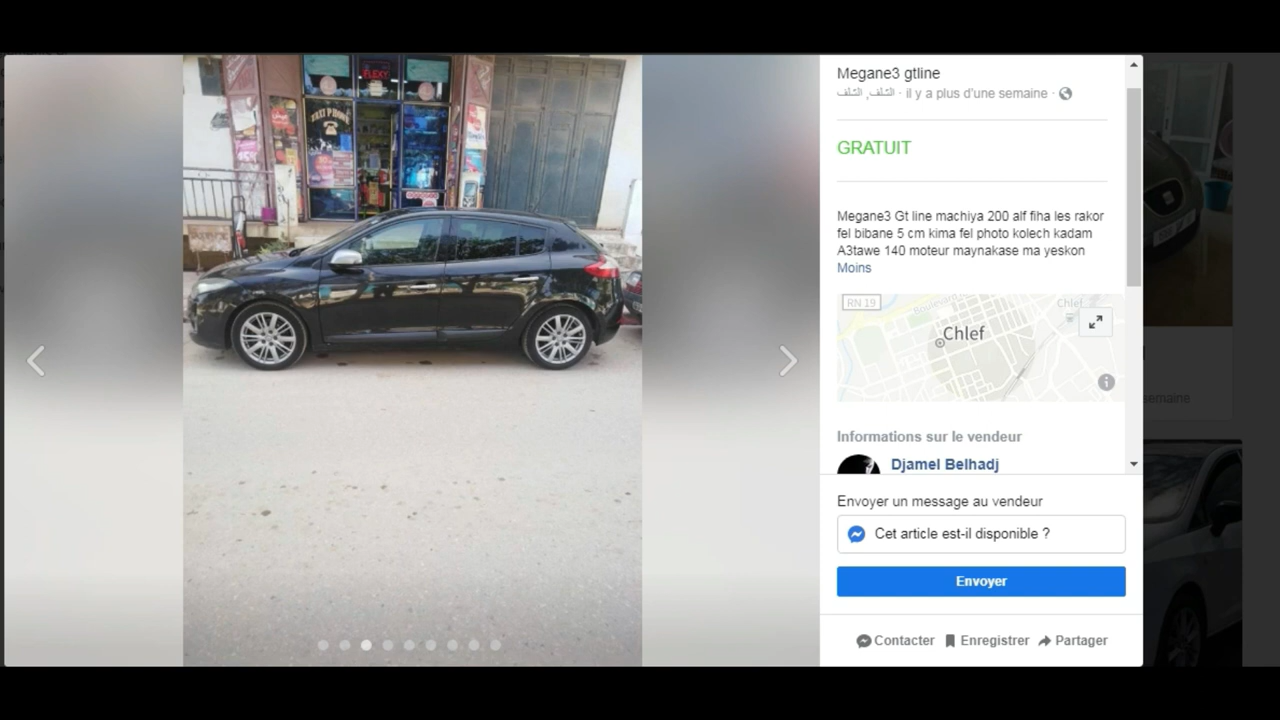 FLEXY
TAXI PHONE
Megane3 gtline
الشلف, الشلف · il y a plus d'une semaine ·
GRATUIT
Megane3 Gt line machiya 200 alf fiha les rakor
fel bibane 5 cm kima fel photo kolech kadam
A3tawe 140 moteur maynakase ma yeskon
Moins
RN 19
Chlef
Chlef
Informations sur le vendeur
Djamel Belhadj
Envoyer un message au vendeur
Cet article est-il disponible ?
Envoyer
Contacter Enregistrer Partager
semaine